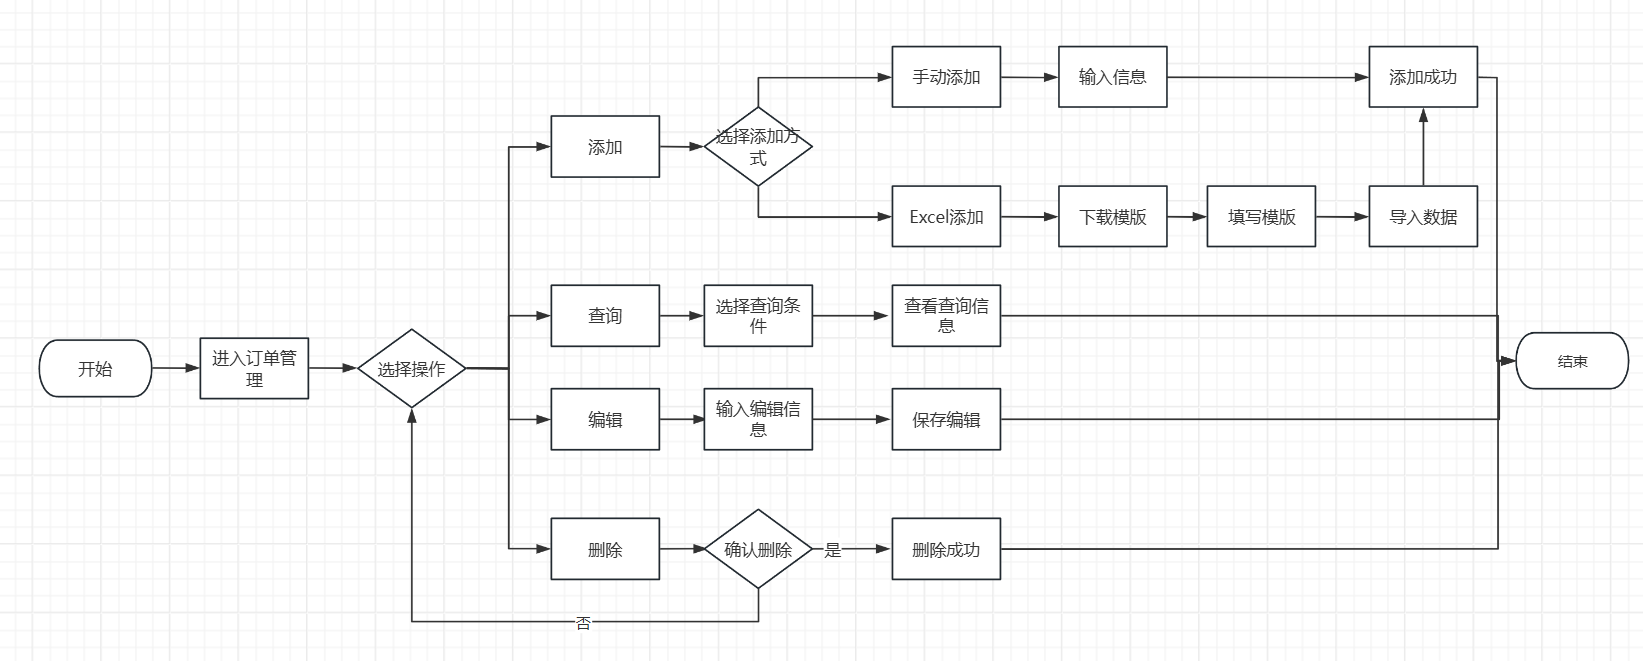 手动添加
输入信息
添加成功
添加
选择添加方
式
Excel添加
下载模版
填写模版
导入数据
查询
选择查询条
件
查看查询信
息
开始
进入订单管
理
选择操作
结束
编辑
输入编辑信
息
保存编辑
删除
确认删除
是
删除成功
否